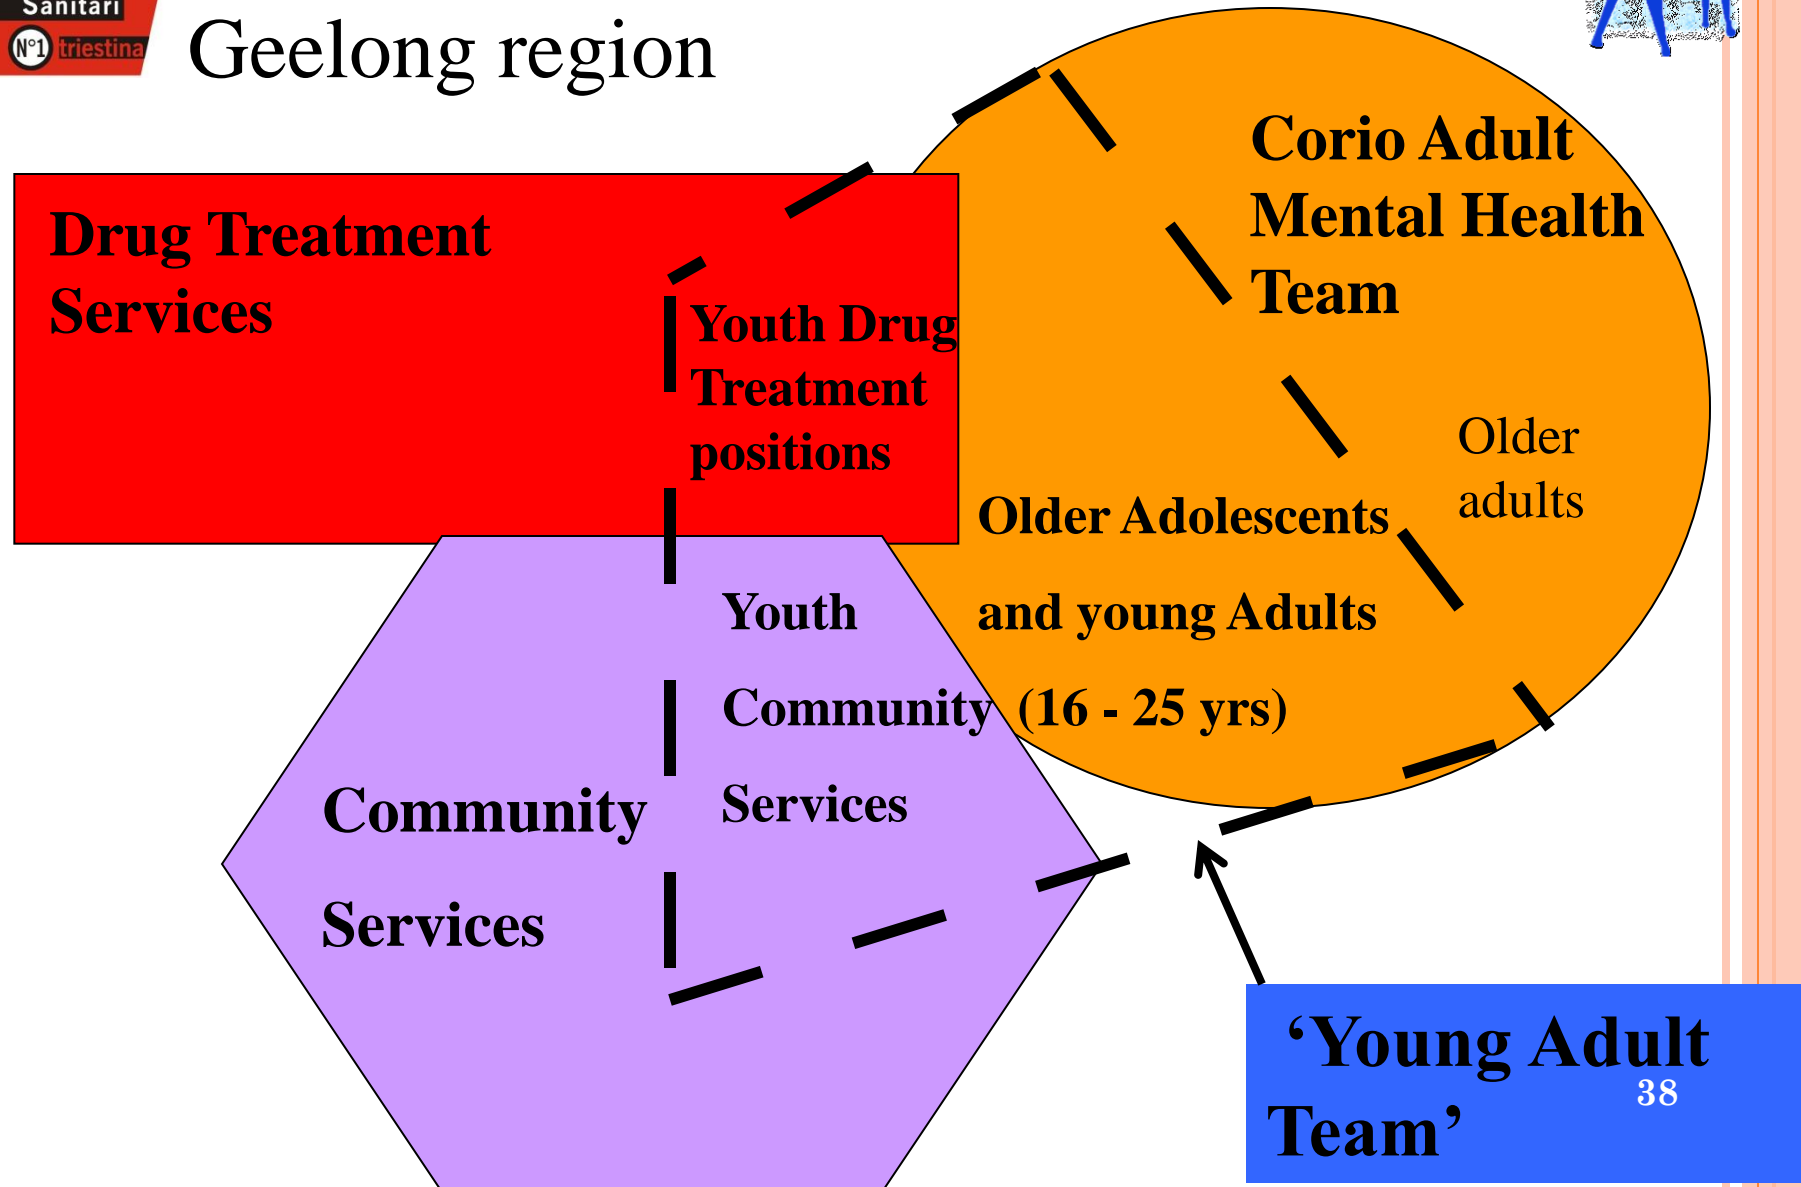 Sanitari
N°1 triestina
Geelong region
Drug Treatment
Services
Youth Drug
Treatment
positions
Corio Adult
Mental Health
Team
Older
adults
Older Adolescents
and young Adults
(16 - 25 yrs)
Youth
Community
Services
Community
Services
‘Young Adult
Team’
38